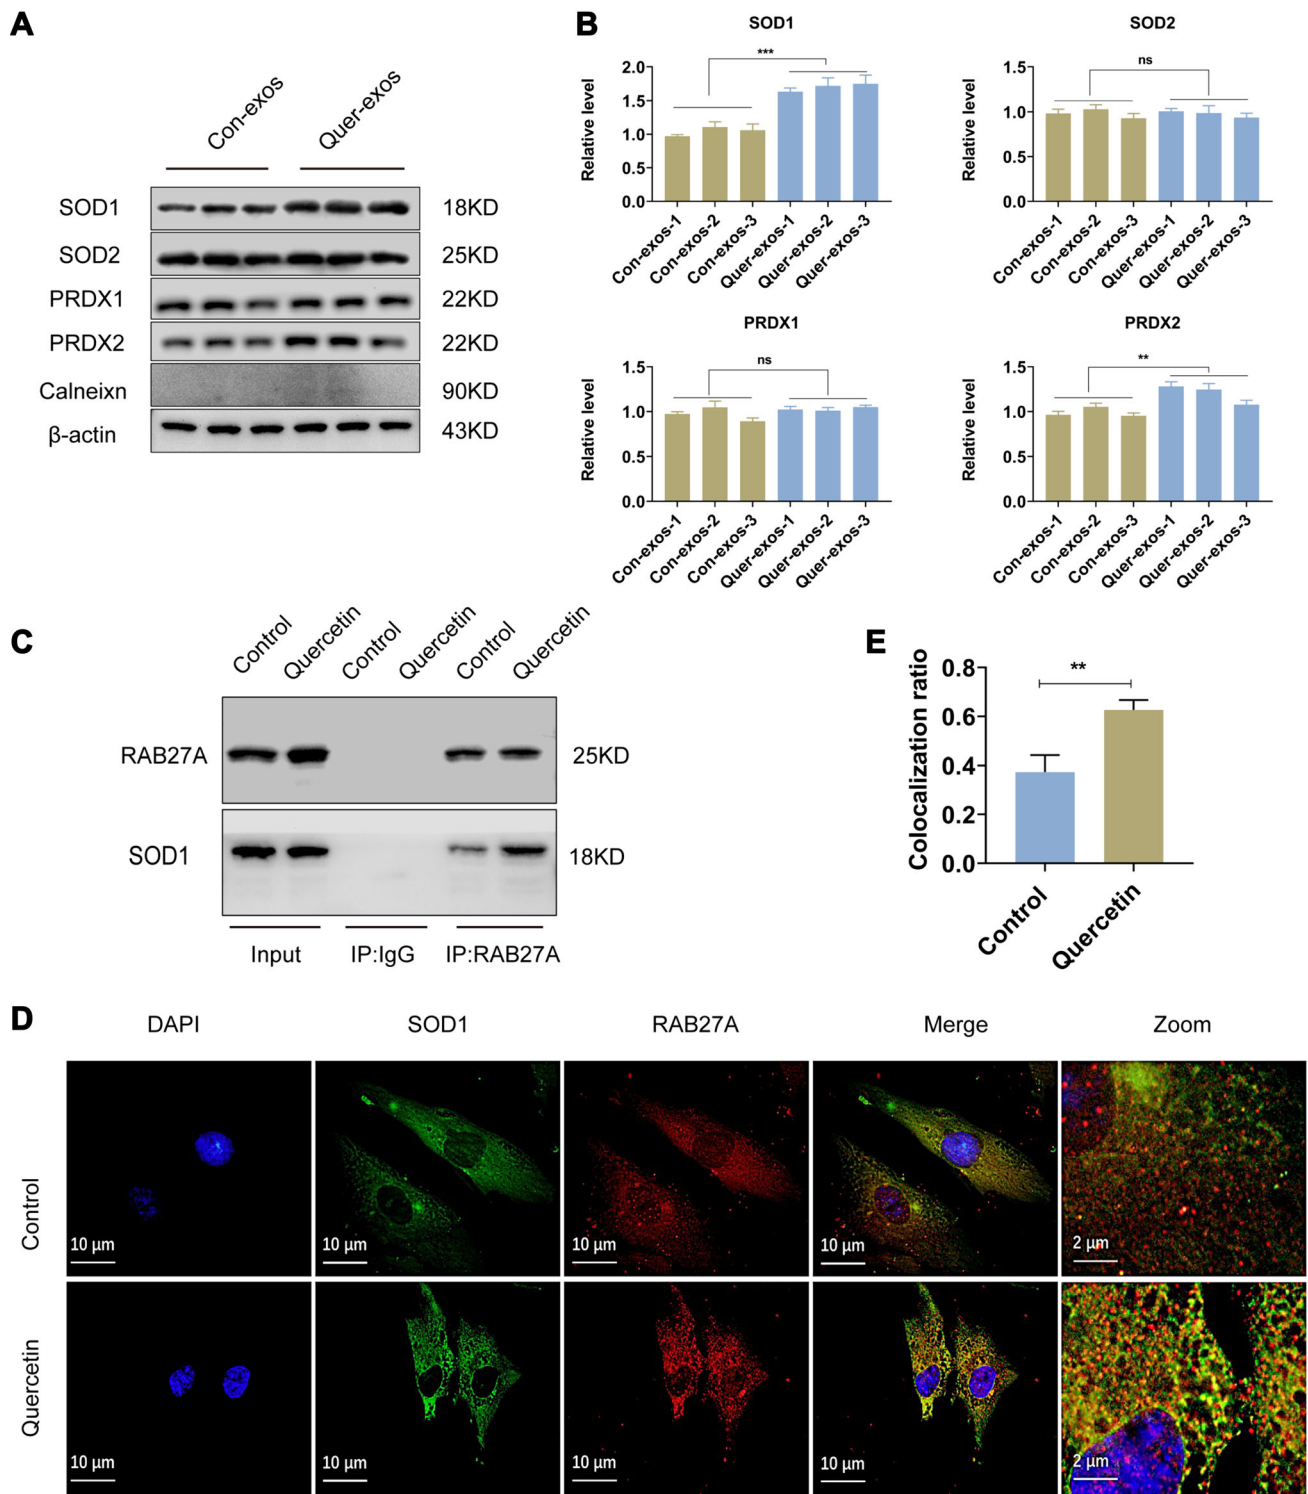 A
Con-exos
Quer-exos
SOD1 18KD
SOD2 25KD
PRDX1 22KD
PRDX2 22KD
Calneixn 90KD
β-actin 43KD
B
SOD1
***
Relative level
2.0
1.5
1.0
0.5
0.0
Con-exos-1
Con-exos-2
Con-exos-3
Quer-exos-1
Quer-exos-2
Quer-exos-3
SOD2
ns
Relative level
1.5
1.0
0.5
0.0
Con-exos-1
Con-exos-2
Con-exos-3
Quer-exos-1
Quer-exos-2
Quer-exos-3
PRDX1
ns
Relative level
1.5
1.0
0.5
0.0
Con-exos-1
Con-exos-2
Con-exos-3
Quer-exos-1
Quer-exos-2
Quer-exos-3
PRDX2
**
Relative level
1.5
1.0
0.5
0.0
Con-exos-1
Con-exos-2
Con-exos-3
Quer-exos-1
Quer-exos-2
Quer-exos-3
C
Control
Quercetin
Control
Quercetin
Control
Quercetin
RAB27A 25KD
SOD1 18KD
Input IP:IgG IP:RAB27A
E
**
Colocalization ratio
0.8
0.6
0.4
0.2
0.0
Control
Quercetin
D
DAPI SOD1 RAB27A Merge Zoom
Control
10 µm 10 µm 10 µm 10 µm 2 µm
Quercetin
10 µm 10 µm 10 µm 10 µm 2 µm